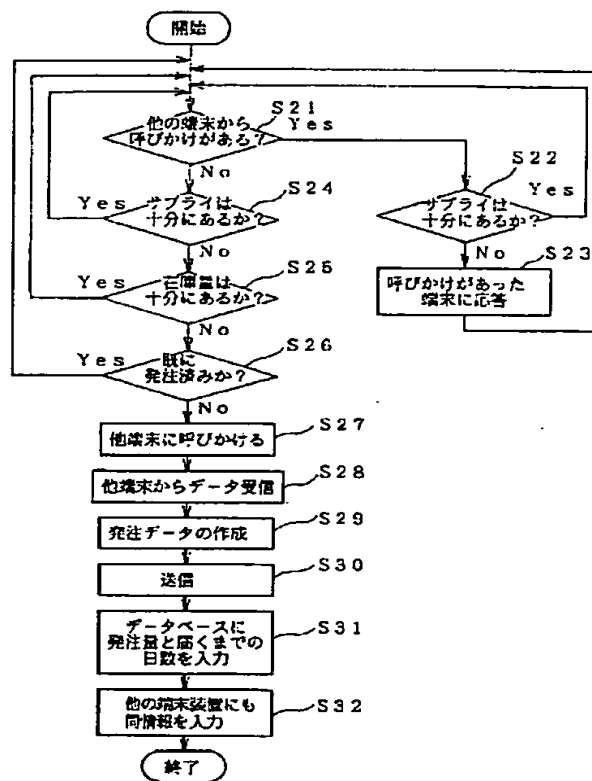 開始
S21
他の端末から
呼びかけがある?
Yes
No
S22
サプライは
十分にあるか?
Yes
No
S23
呼びかけがあった
端末に応答
S24
サプライは
十分にあるか?
Yes
No
S25
在庫量は
十分にあるか?
Yes
No
S26
既に
発注済みか?
Yes
No
他端末に呼びかける
S27
他端末からデータ受信
S28
発注データの作成
S29
送信
S30
データベースに
発注量と届くまでの
日数を入力
S31
他の端末装置にも
同情報を入力
S32
終了